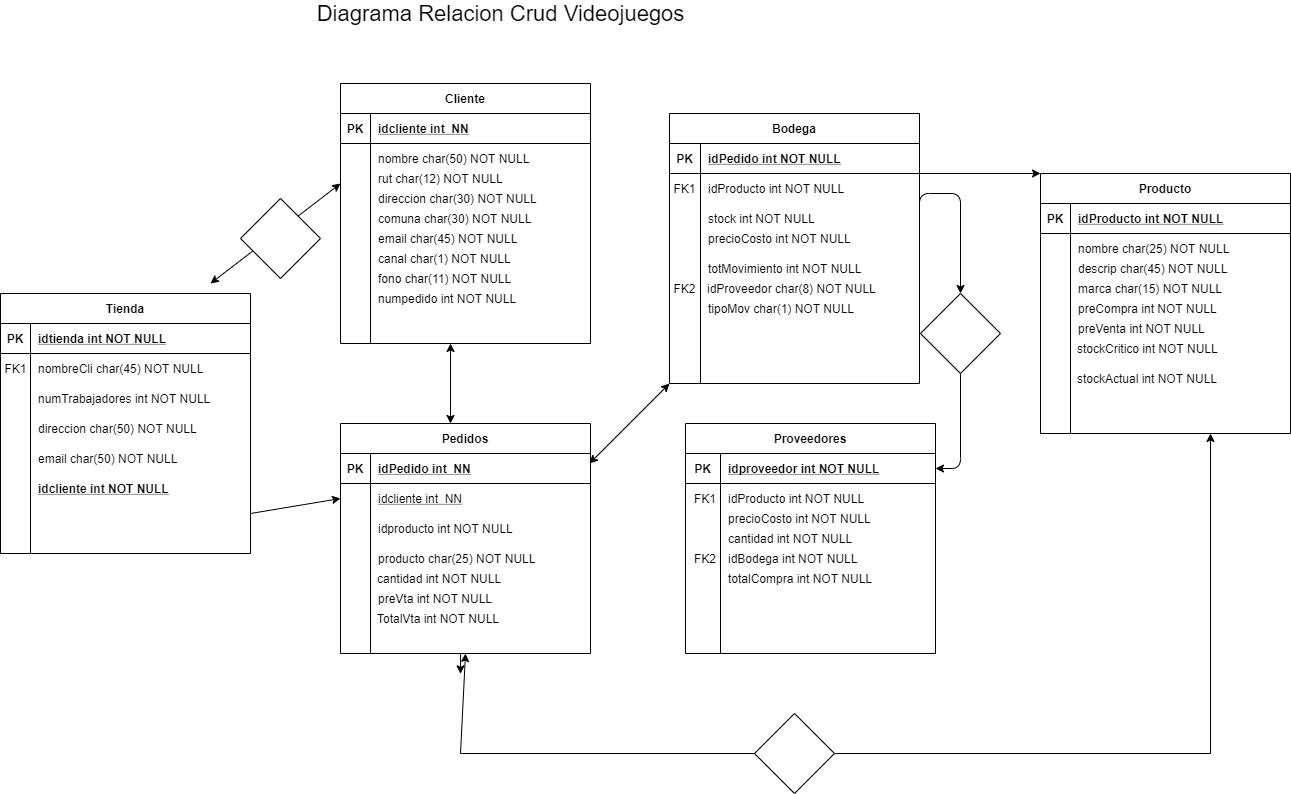 Diagrama Relacion Crud Videojuegos
Cliente
PK idcliente int NN
nombre char(50) NOT NULL
rut char(12) NOT NULL
direccion char(30) NOT NULL
comuna char(30) NOT NULL
email char(45) NOT NULL
canal char(1) NOT NULL
fono char(11) NOT NULL
numpedido int NOT NULL
Bodega
PK idPedido int NOT NULL
FK1 idProducto int NOT NULL
stock int NOT NULL
precioCosto int NOT NULL
totMovimiento int NOT NULL
FK2 idProveedor char(8) NOT NULL
tipoMov char(1) NOT NULL
Producto
PK idProducto int NOT NULL
nombre char(25) NOT NULL
descrip char(45) NOT NULL
marca char(15) NOT NULL
preCompra int NOT NULL
preVenta int NOT NULL
stockCritico int NOT NULL
stockActual int NOT NULL
Tienda
PK idtienda int NOT NULL
FK1 nombreCli char(45) NOT NULL
numTrabajadores int NOT NULL
direccion char(50) NOT NULL
email char(50) NOT NULL
idcliente int NOT NULL
Pedidos
PK idPedido int NN
idcliente int NN
idproducto int NOT NULL
producto char(25) NOT NULL
cantidad int NOT NULL
preVta int NOT NULL
TotalVta int NOT NULL
Proveedores
PK idproveedor int NOT NULL
FK1 idProducto int NOT NULL
precioCosto int NOT NULL
cantidad int NOT NULL
FK2 idBodega int NOT NULL
totalCompra int NOT NULL